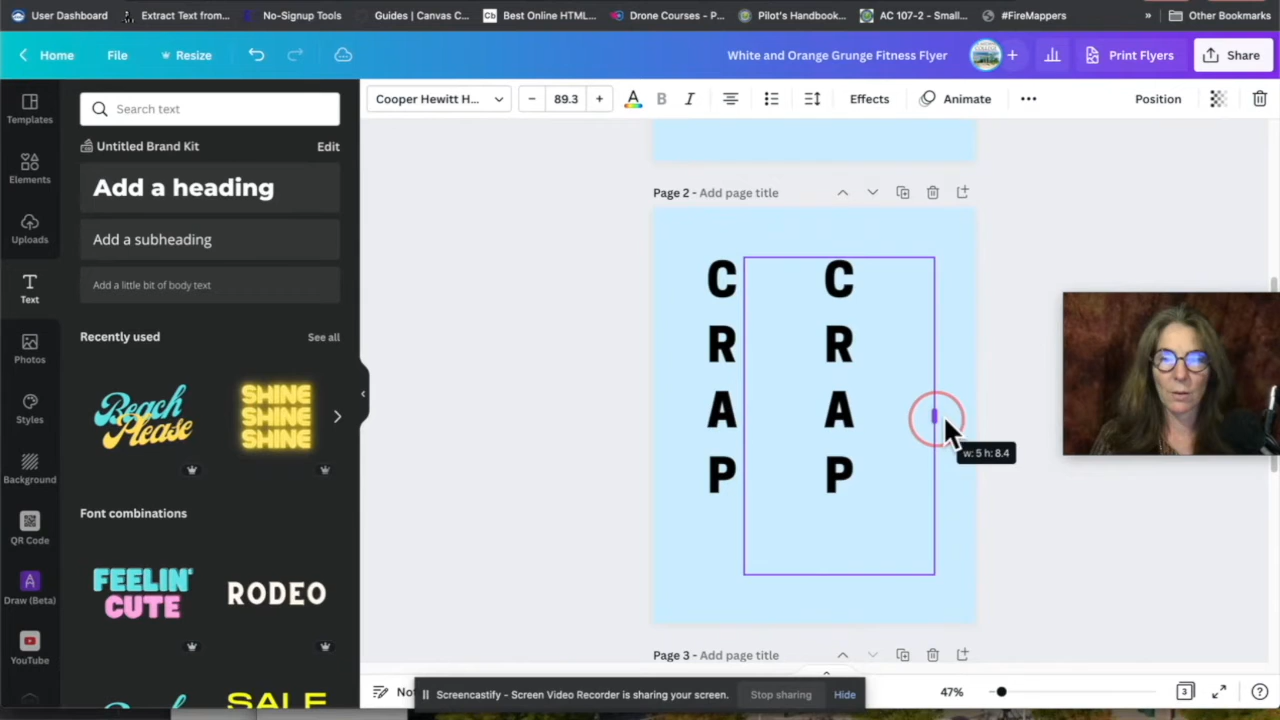 User Dashboard
Extract Text from...
No-Signup Tools
Guides | Canvas C...
Cb Best Online HTML...
Drone Courses - P...
Pilot's Handbook...
AC 107-2 - Small...
#FireMappers
»
Other Bookmarks
Home
File
Resize
White and Orange Grunge Fitness Flyer
+
Print Flyers
Share
Templates
Elements
Uploads
Text
Photos
Styles
Background
QR Code
Draw (Beta)
YouTube
Search text
Untitled Brand Kit
Edit
Add a heading
Add a subheading
Add a little bit of body text
Recently used
See all
Beach
Please
SHINE
SHINE
SHINE
Font combinations
FEELIN'
CUTE
RODEO
SALE
Cooper Hewitt H...
− 89.3 +
A
B
I
Effects
Animate
Position
Page 2 - Add page title
C C
R R
A A
P P
w: 5 h: 8.4
Page 3 - Add page title
Screencastify - Screen Video Recorder is sharing your screen.
Stop sharing
Hide
47%
3
?